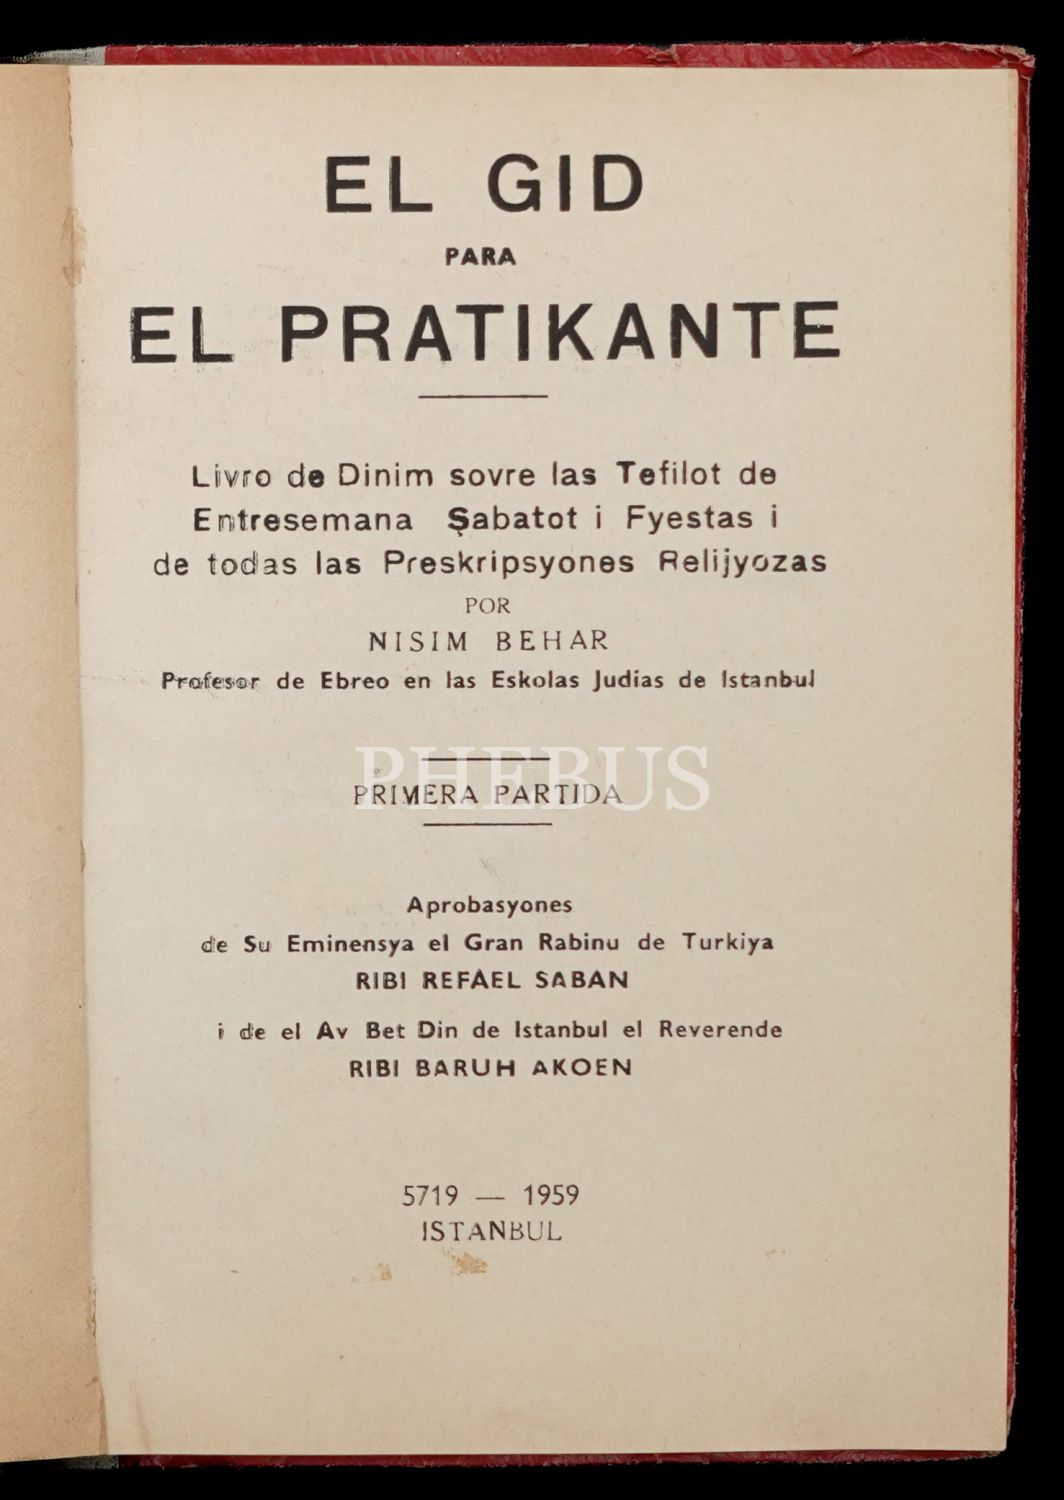 EL GID
PARA
EL PRATIKANTE
Livro de Dinim sovre las Tefilot de
Entresemana Şabatot i Fyestas i
de todas las Preskripsyones Relijyozas
POR
NISIM BEHAR
Profesor de Ebreo en las Eskolas Judias de Istanbul
PHEBUS
PRIMERA PARTIDA
Aprobasyones
de Su Eminensya el Gran Rabinu de Turkiya
RIBI REFAEL SABAN
i de el Av Bet Din de Istanbul el Reverende
RIBI BARUH AKOEN
5719 — 1959
ISTANBUL